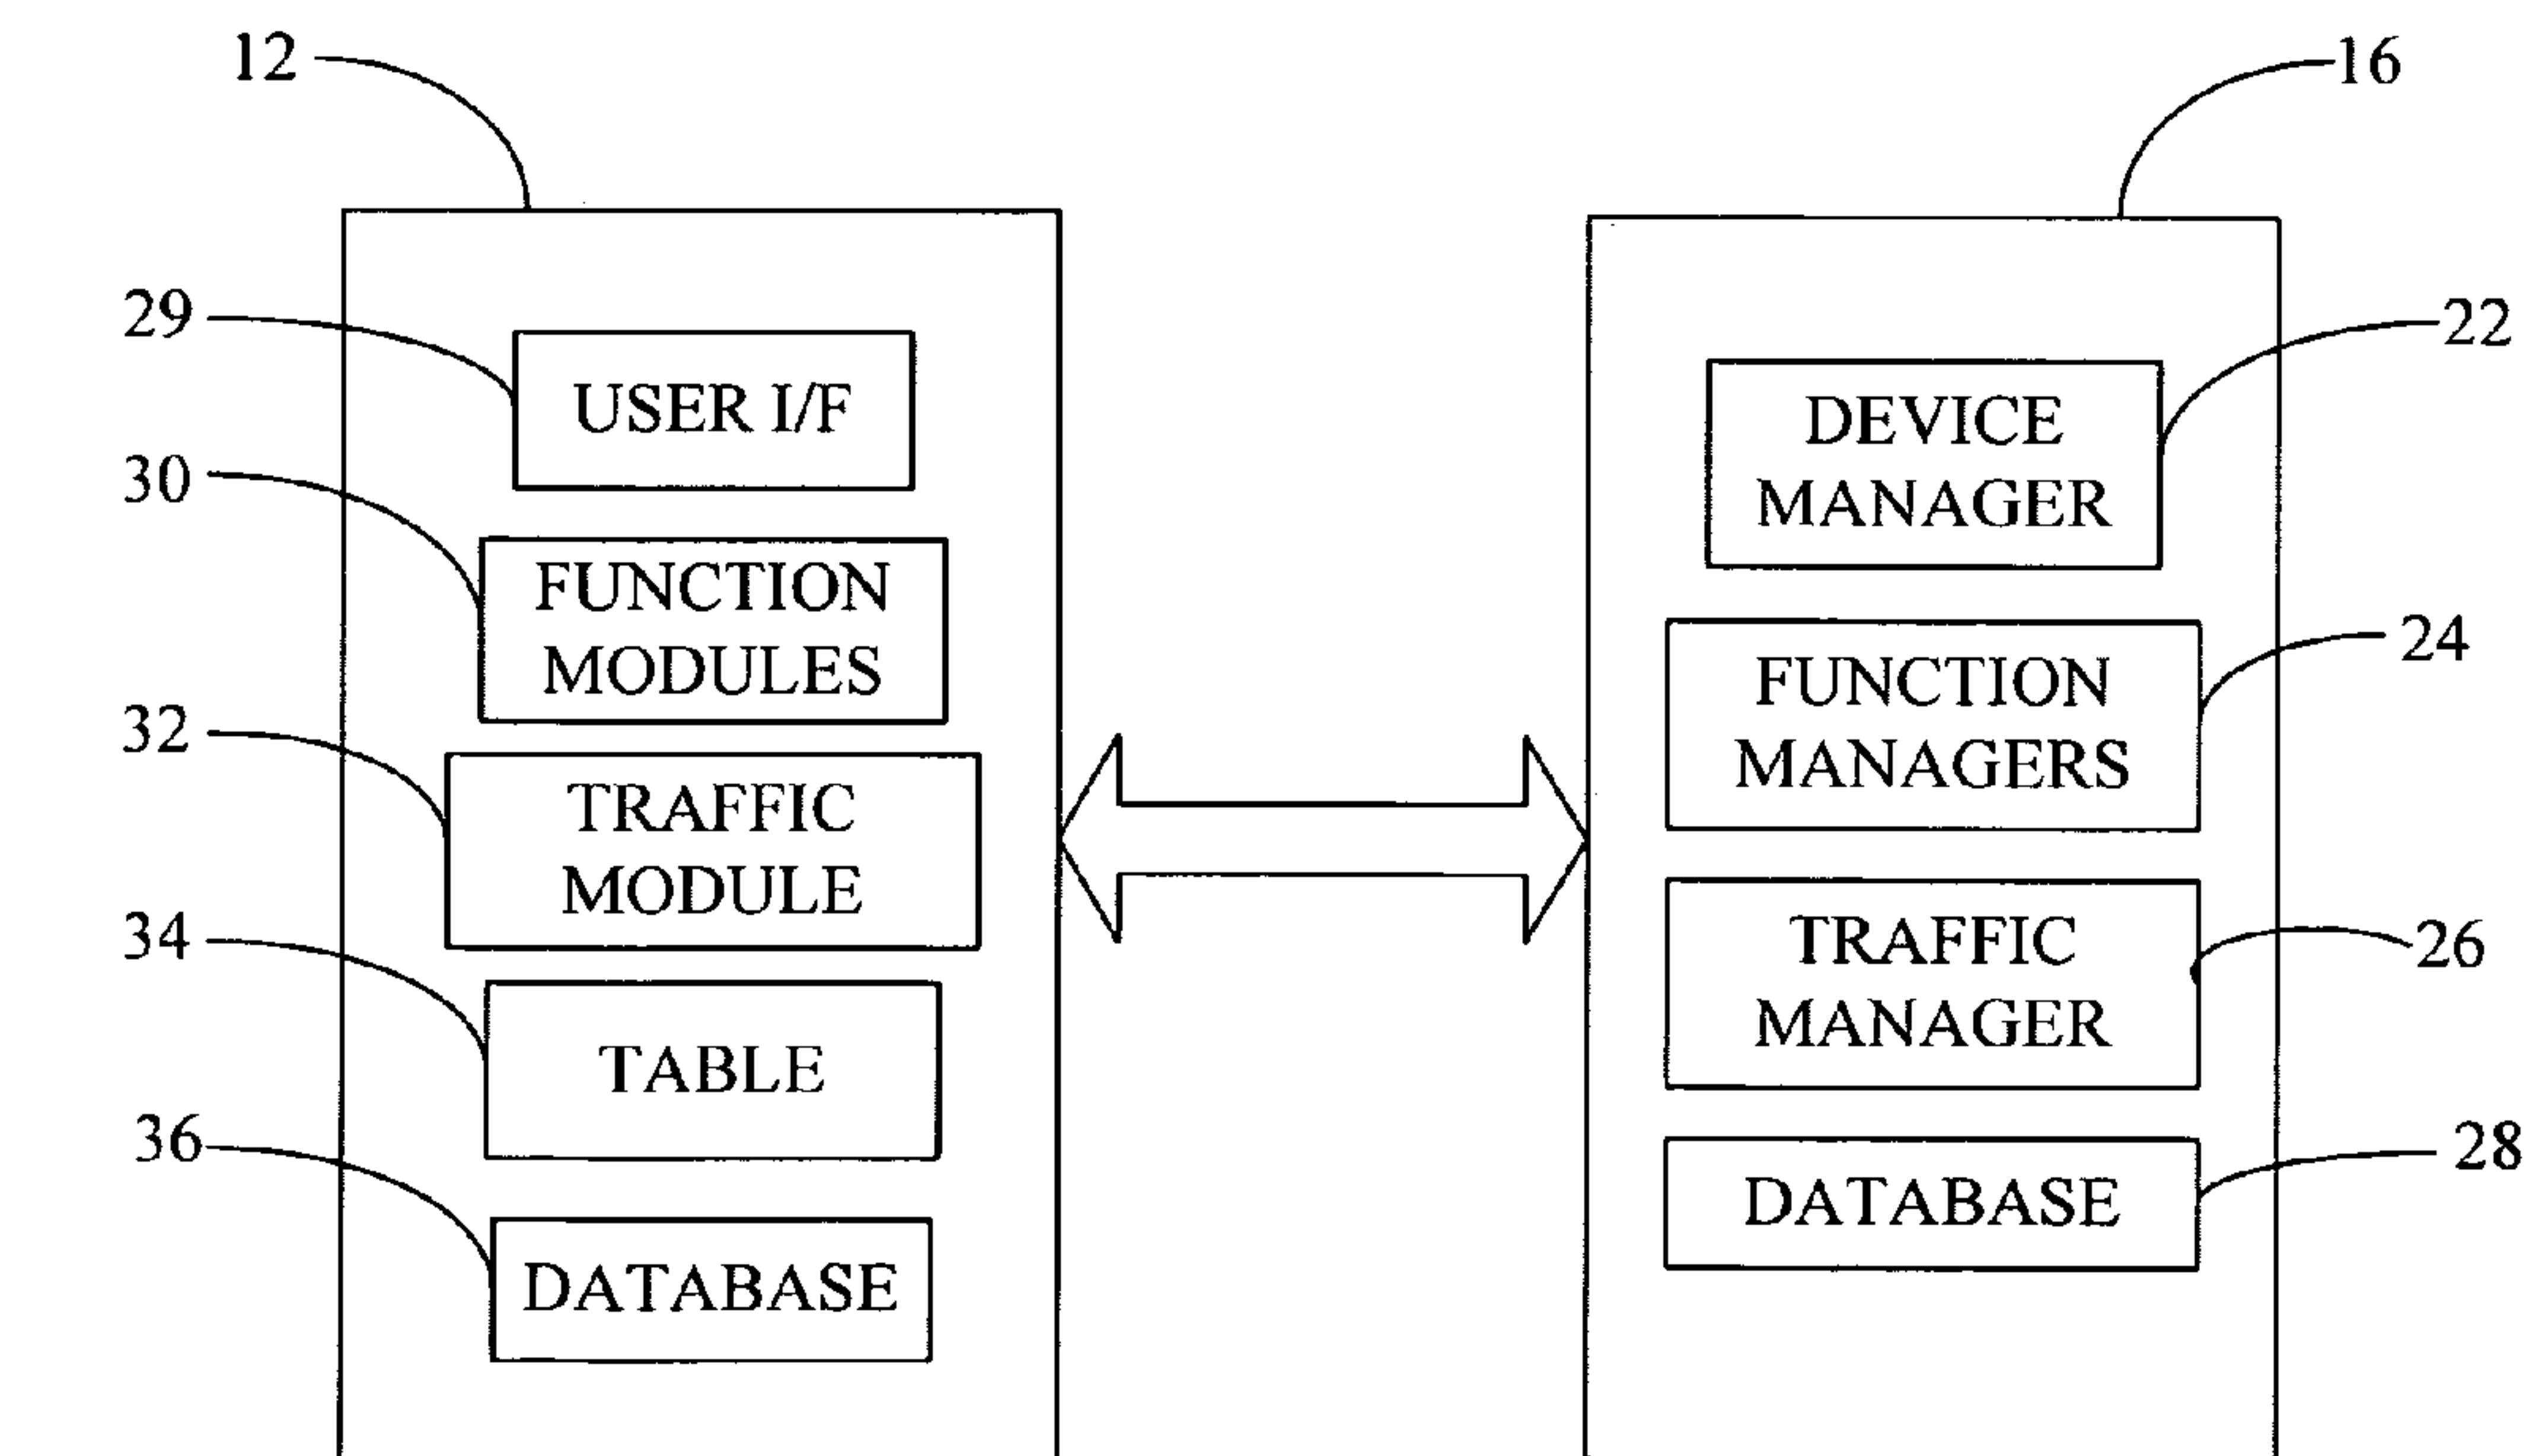 12
16
29
USER I/F
30
FUNCTION
MODULES
32
TRAFFIC
MODULE
34
TABLE
36
DATABASE
22
DEVICE
MANAGER
24
FUNCTION
MANAGERS
26
TRAFFIC
MANAGER
28
DATABASE